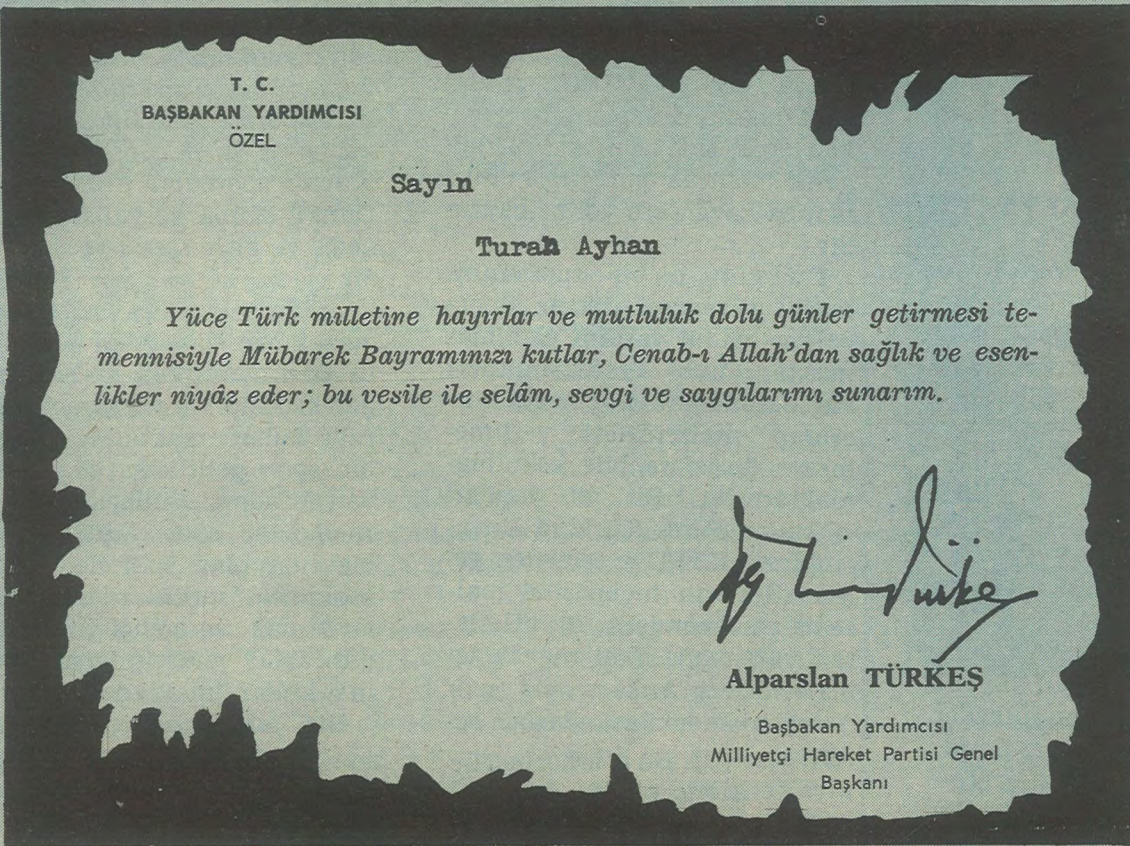 T. C.
BAŞBAKAN YARDIMCISI
ÖZEL
Sayın
Turan Ayhan
Yüce Türk milletine hayırlar ve mutluluk dolu günler getirmesi te-
mennisiyle Mübarek Bayramınızı kutlar, Cenab-ı Allah'dan sağlık ve esen-
likler niyâz eder; bu vesile ile selâm, sevgi ve saygılarımı sunarım.
Alparslan TÜRKEŞ
Başbakan Yardımcısı
Milliyetçi Hareket Partisi Genel
Başkanı